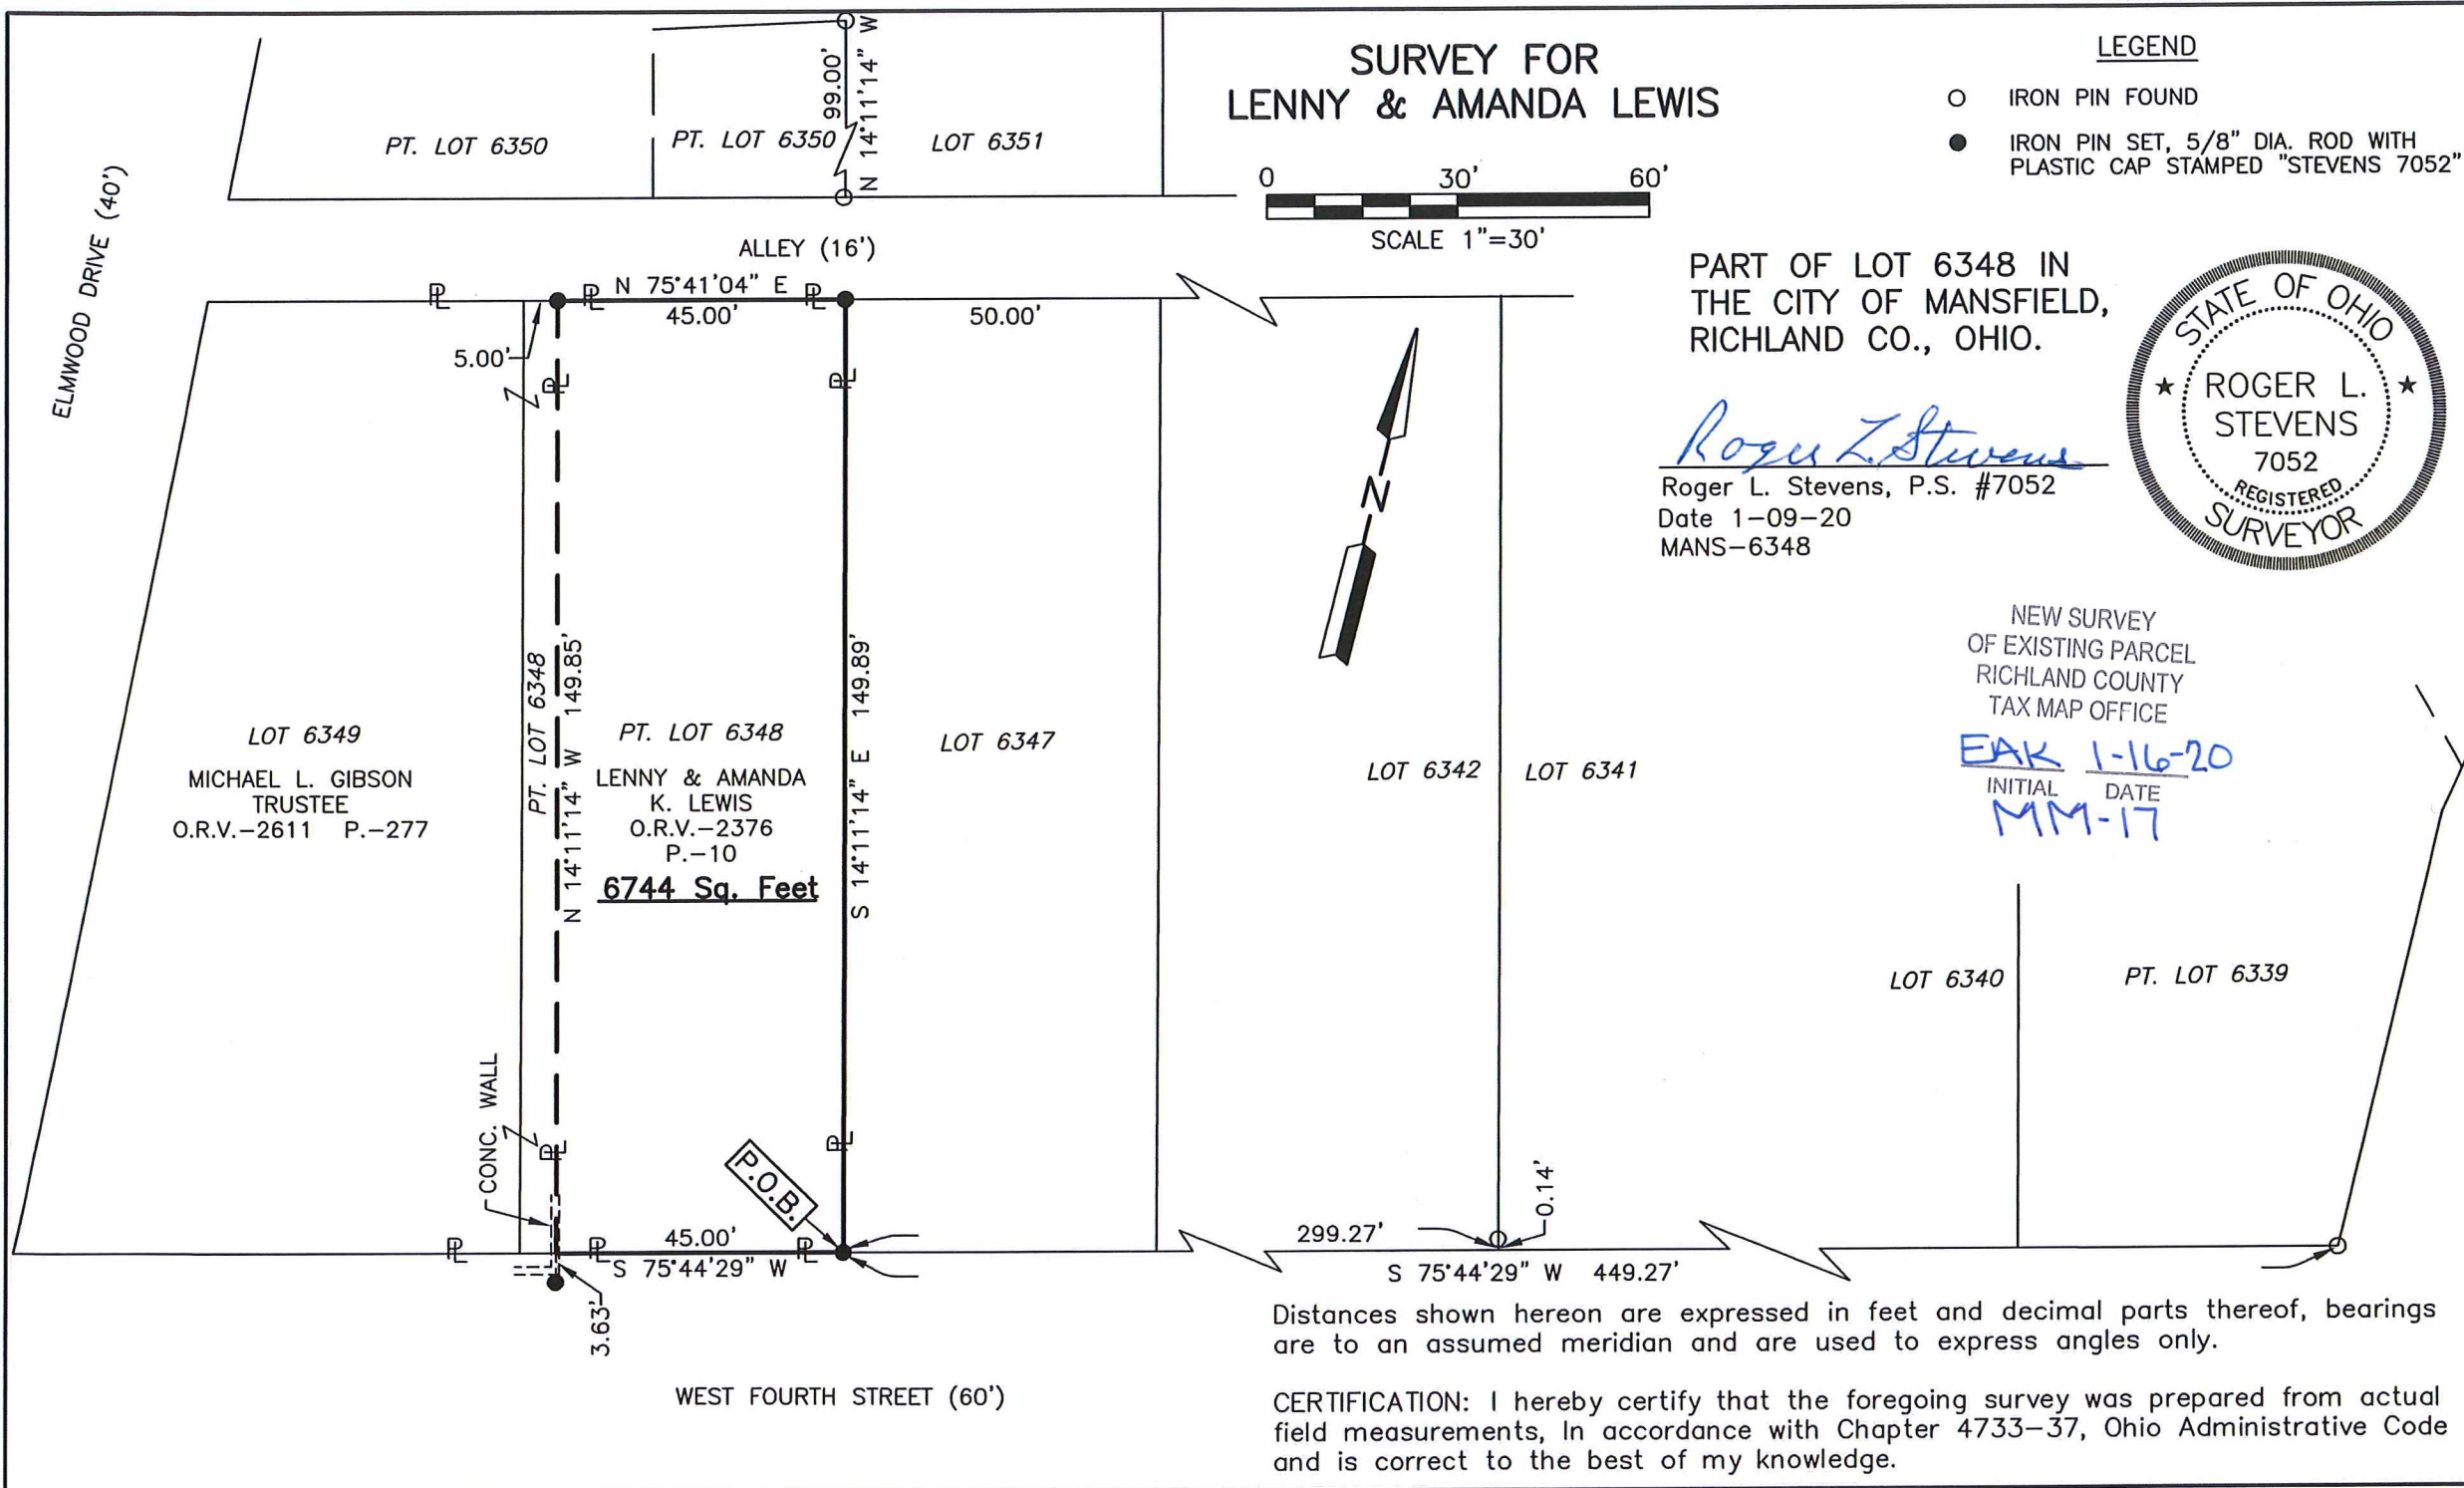 SURVEY FOR
LENNY & AMANDA LEWIS
0 30' 60'
SCALE 1"=30'
LEGEND
IRON PIN FOUND
IRON PIN SET, 5/8" DIA. ROD WITH
PLASTIC CAP STAMPED "STEVENS 7052"
PART OF LOT 6348 IN
THE CITY OF MANSFIELD,
RICHLAND CO., OHIO.
Roger L. Stevens
Roger L. Stevens, P.S. #7052
Date 1-09-20
MANS-6348
STATE OF OHIO
★ ROGER L. ★
STEVENS
7052
REGISTERED
SURVEYOR
NEW SURVEY
OF EXISTING PARCEL
RICHLAND COUNTY
TAX MAP OFFICE
EAK 1-16-20
INITIAL DATE
MM-17
ELMWOOD DRIVE (40')
PT. LOT 6350
PT. LOT 6350
99.00'
N 14°11'14" W
LOT 6351
ALLEY (16')
N 75°41'04" E
45.00'
50.00'
5.00'
PT. LOT 6348
N 14°11'14" W 149.85'
S 14°11'14" E 149.89'
LOT 6349
MICHAEL L. GIBSON
TRUSTEE
O.R.V.-2611 P.-277
PT. LOT 6348
LENNY & AMANDA
K. LEWIS
O.R.V.-2376
P.-10
6744 Sq. Feet
LOT 6347
N
LOT 6342
LOT 6341
LOT 6340
PT. LOT 6339
CONC. WALL
P.O.B.
45.00'
S 75°44'29" W
3.63'
299.27'
0.14'
S 75°44'29" W 449.27'
PL
PL
PL
PL
PL
PL
PL
PL
PL
PL
WEST FOURTH STREET (60')
Distances shown hereon are expressed in feet and decimal parts thereof, bearings
are to an assumed meridian and are used to express angles only.
CERTIFICATION: I hereby certify that the foregoing survey was prepared from actual
field measurements, In accordance with Chapter 4733-37, Ohio Administrative Code
and is correct to the best of my knowledge.